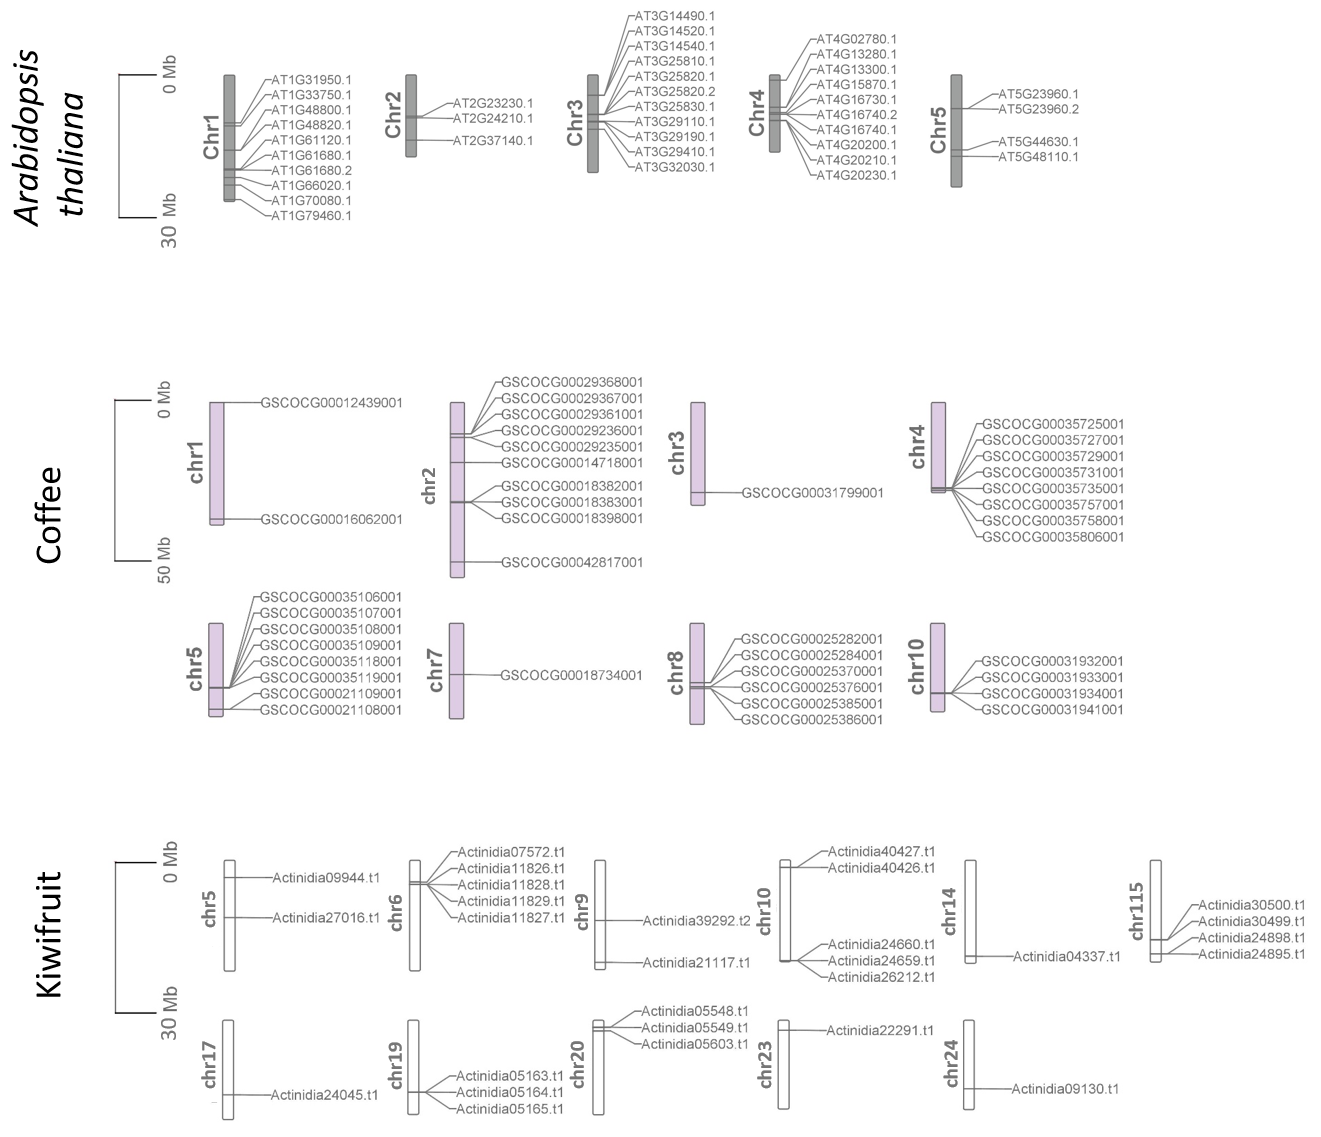 Arabidopsis
thaliana
0 Mb
30 Mb
Chr1
AT1G31950.1
AT1G33750.1
AT1G48800.1
AT1G48820.1
AT1G61120.1
AT1G61680.1
AT1G61680.2
AT1G66020.1
AT1G70080.1
AT1G79460.1
Chr2
AT2G23230.1
AT2G24210.1
AT2G37140.1
Chr3
AT3G14490.1
AT3G14520.1
AT3G14540.1
AT3G25810.1
AT3G25820.1
AT3G25820.2
AT3G25830.1
AT3G29110.1
AT3G29190.1
AT3G29410.1
AT3G32030.1
Chr4
AT4G02780.1
AT4G13280.1
AT4G13300.1
AT4G15870.1
AT4G16730.1
AT4G16740.2
AT4G16740.1
AT4G20200.1
AT4G20210.1
AT4G20230.1
Chr5
AT5G23960.1
AT5G23960.2
AT5G44630.1
AT5G48110.1
Coffee
0 Mb
50 Mb
chr1
GSCOCG00012439001
GSCOCG00016062001
chr2
GSCOCG00029368001
GSCOCG00029367001
GSCOCG00029361001
GSCOCG00029236001
GSCOCG00029235001
GSCOCG00014718001
GSCOCG00018382001
GSCOCG00018383001
GSCOCG00018398001
GSCOCG00042817001
chr3
GSCOCG00031799001
chr4
GSCOCG00035725001
GSCOCG00035727001
GSCOCG00035729001
GSCOCG00035731001
GSCOCG00035735001
GSCOCG00035757001
GSCOCG00035758001
GSCOCG00035806001
chr5
GSCOCG00035106001
GSCOCG00035107001
GSCOCG00035108001
GSCOCG00035109001
GSCOCG00035118001
GSCOCG00035119001
GSCOCG00021109001
GSCOCG00021108001
chr7
GSCOCG00018734001
chr8
GSCOCG00025282001
GSCOCG00025284001
GSCOCG00025370001
GSCOCG00025376001
GSCOCG00025385001
GSCOCG00025386001
chr10
GSCOCG00031932001
GSCOCG00031933001
GSCOCG00031934001
GSCOCG00031941001
Kiwifruit
0 Mb
30 Mb
chr5
Actinidia09944.t1
Actinidia27016.t1
chr6
Actinidia07572.t1
Actinidia11826.t1
Actinidia11828.t1
Actinidia11829.t1
Actinidia11827.t1
chr9
Actinidia39292.t2
Actinidia21117.t1
chr10
Actinidia40427.t1
Actinidia40426.t1
Actinidia24660.t1
Actinidia24659.t1
Actinidia26212.t1
chr14
Actinidia04337.t1
chr115
Actinidia30500.t1
Actinidia30499.t1
Actinidia24898.t1
Actinidia24895.t1
chr17
Actinidia24045.t1
chr19
Actinidia05163.t1
Actinidia05164.t1
Actinidia05165.t1
chr20
Actinidia05548.t1
Actinidia05549.t1
Actinidia05603.t1
chr23
Actinidia22291.t1
chr24
Actinidia09130.t1